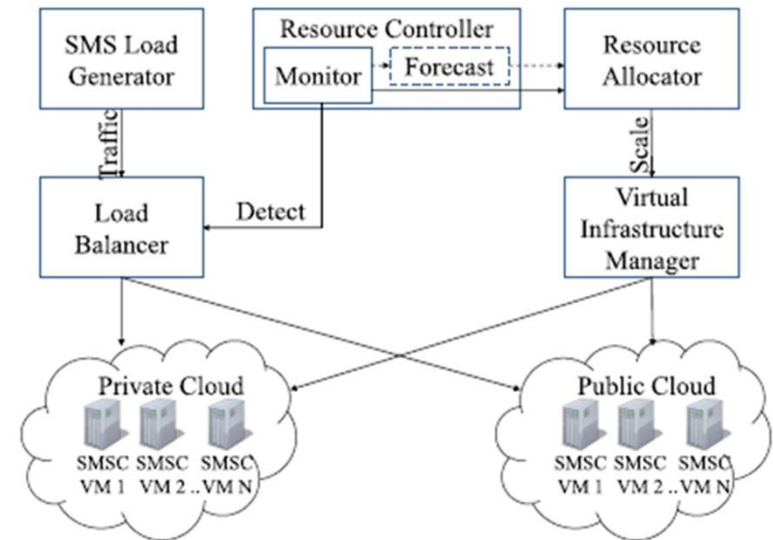 SMS Load
Generator
Resource Controller
Monitor
Forecast
Resource
Allocator
Traffic
Scale
Load
Balancer
Detect
Virtual
Infrastructure
Manager
Private Cloud
SMSC SMSC SMSC
VM 1 VM 2 .. VM N
Public Cloud
SMSC SMSC SMSC
VM 1 VM 2 .. VM N